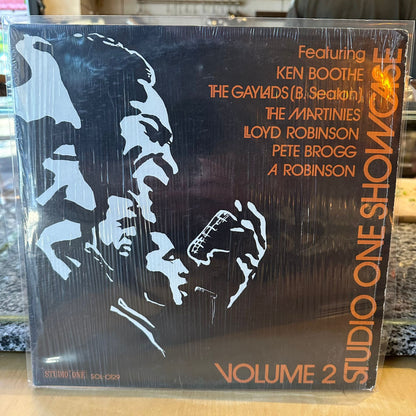 Featuring
KEN BOOTHE
THE GAYLADS (B. Seaton)
THE MARTINIES
LLOYD ROBINSON
PETE BROGG
A ROBINSON
STUDIO ONE SHOWCASE
VOLUME 2
STUDIO ONE SOL-0129